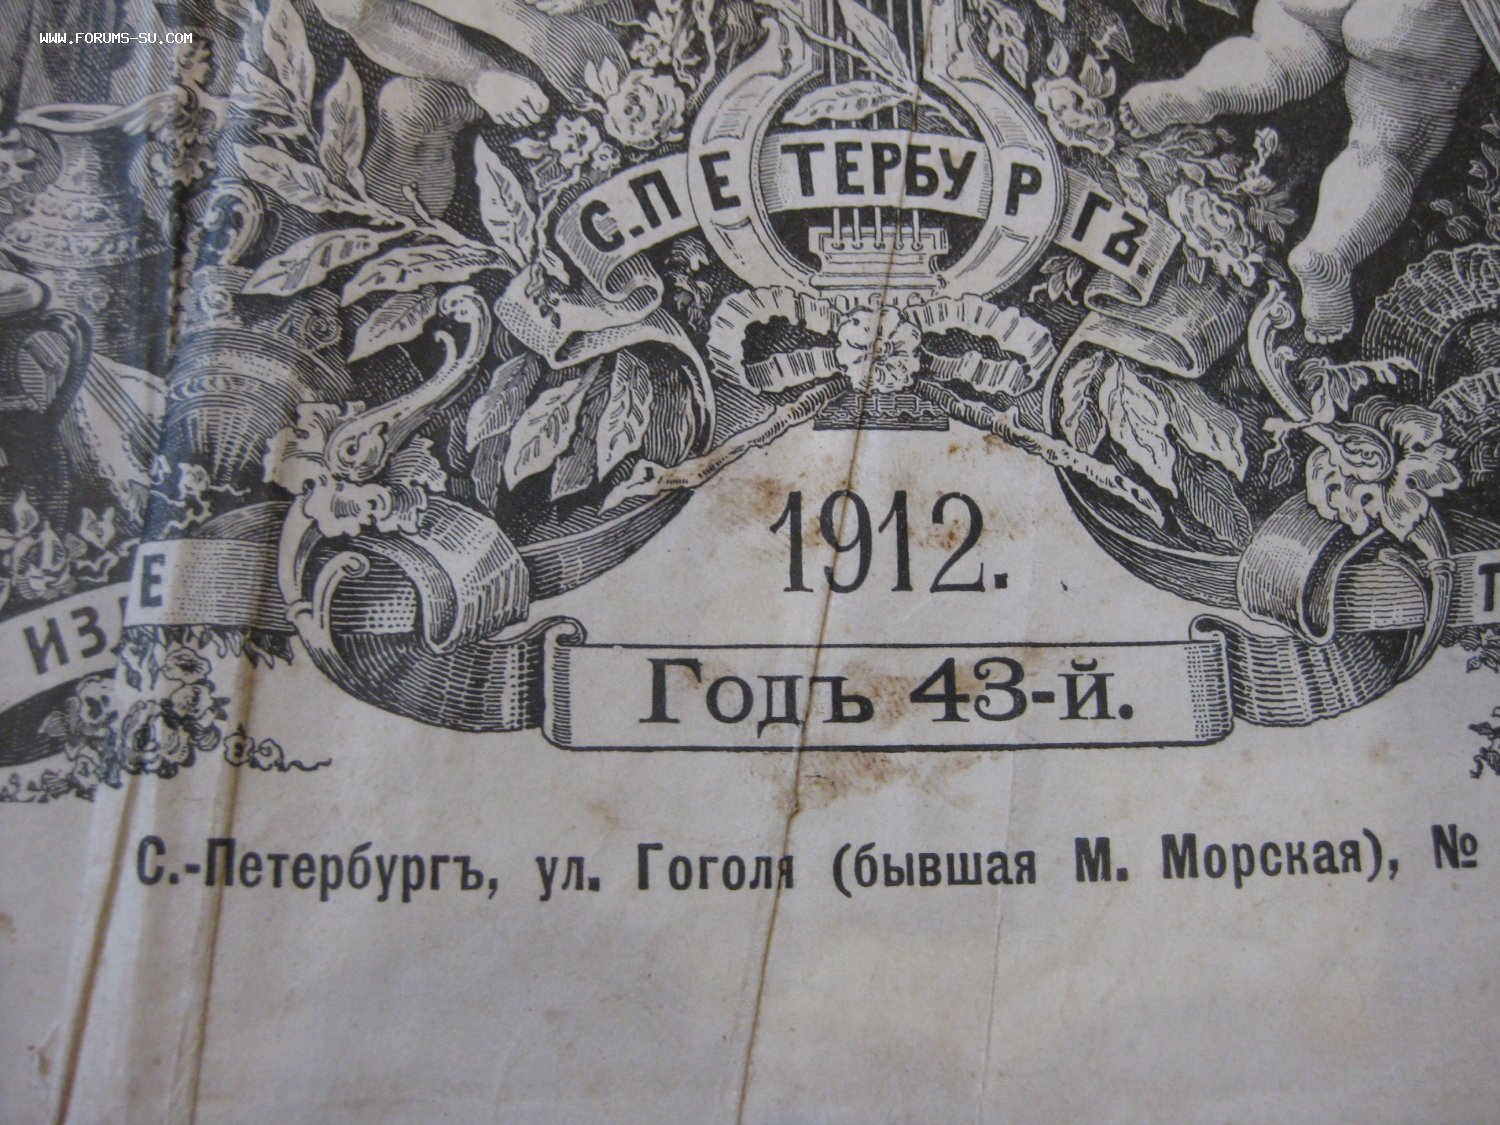 WWW.FORUMS-SU.COM
С.ПЕТЕРБУРГЪ.
1912.
Годъ 43-й.
С.-Петербургъ, ул. Гоголя (бывшая М. Морская), №